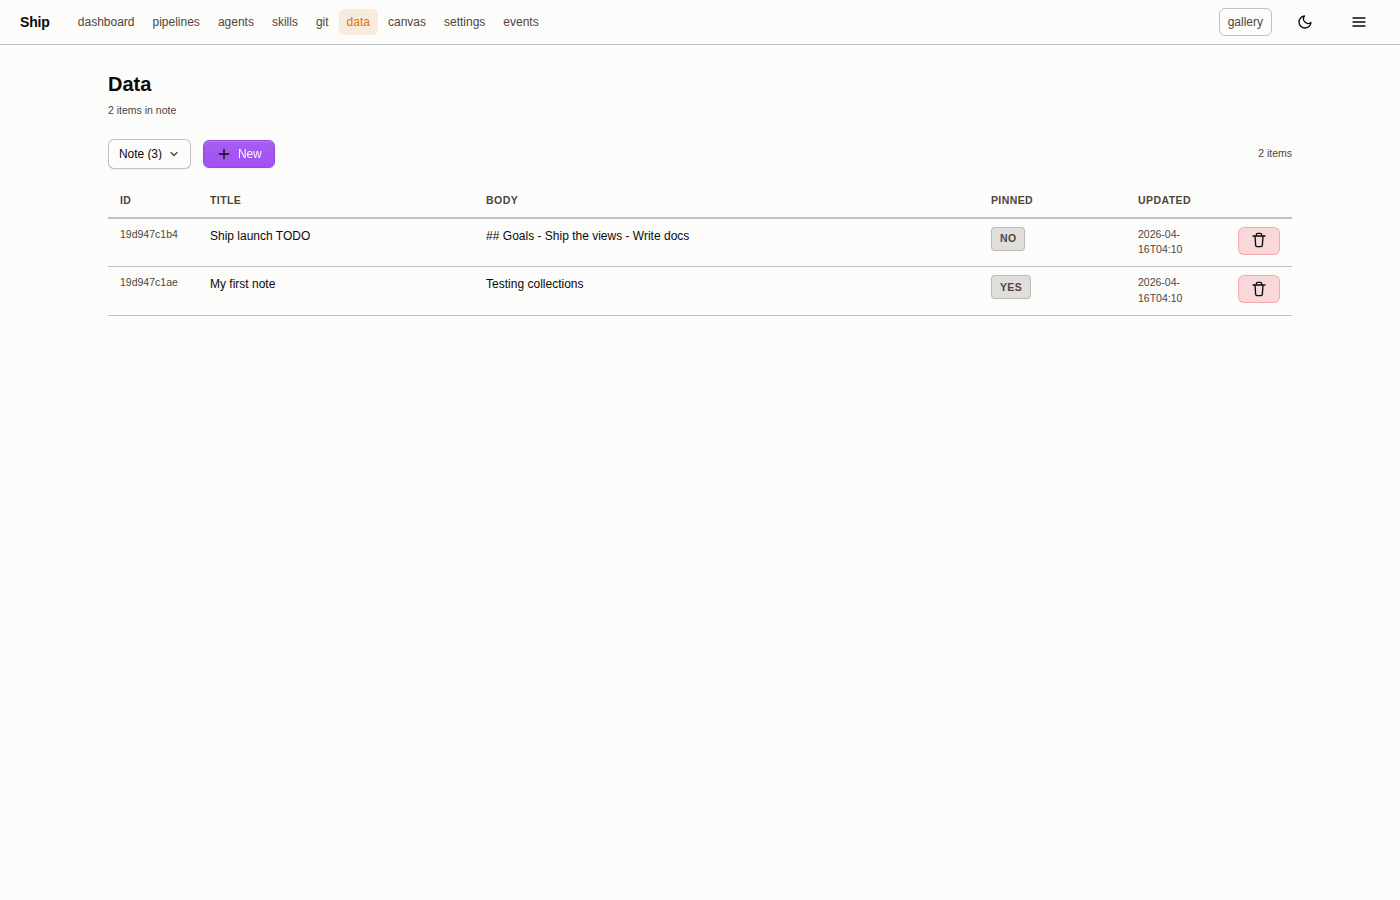 Ship dashboard pipelines agents skills git data canvas settings events gallery
Data
2 items in note
Note (3) New 2 items
ID TITLE BODY PINNED UPDATED
19d947c1b4 Ship launch TODO ## Goals - Ship the views - Write docs NO 2026-04-
16T04:10
19d947c1ae My first note Testing collections YES 2026-04-
16T04:10